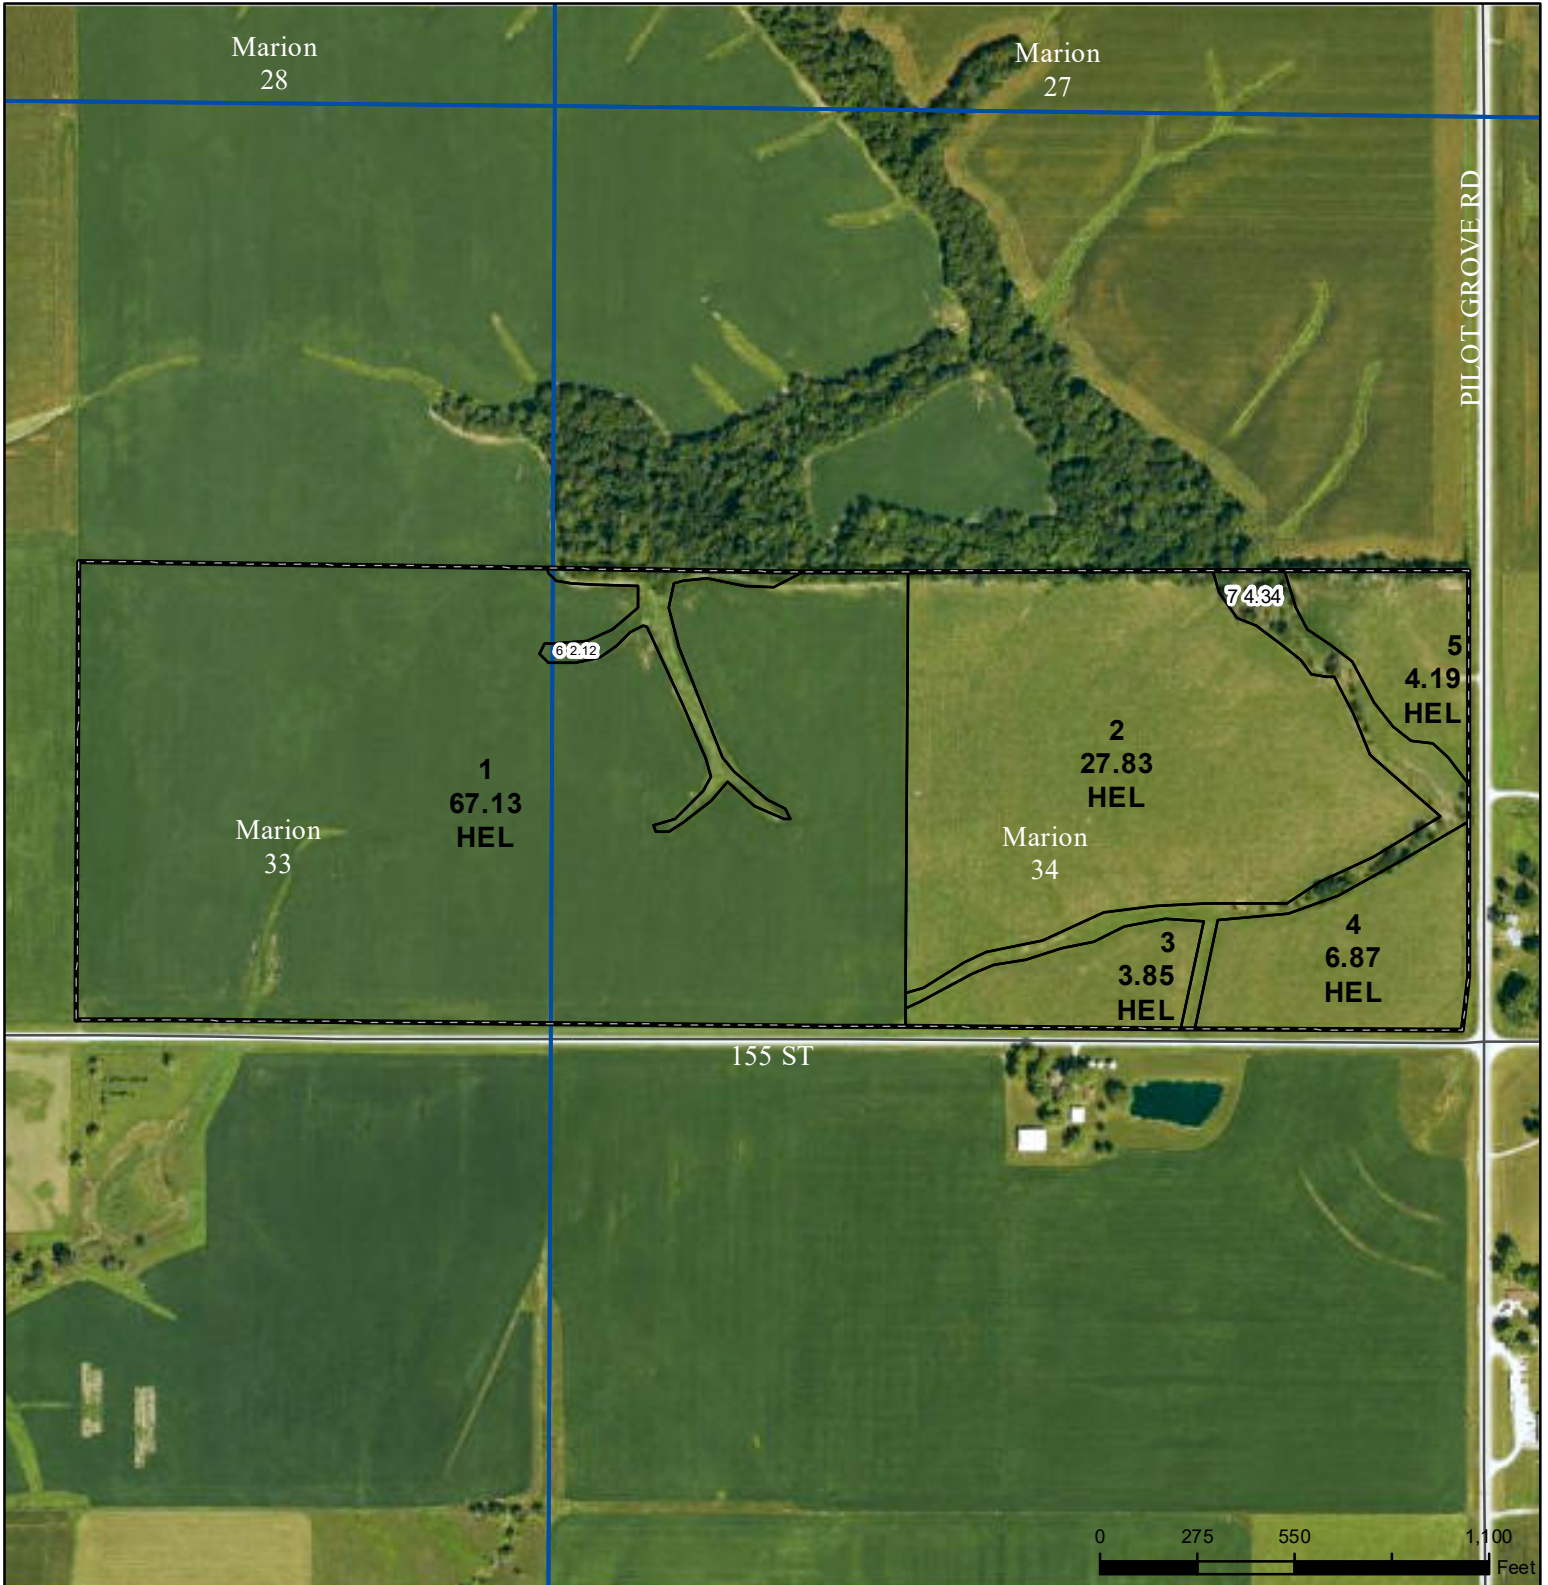 Marion
28
Marion
27
PILOT GROVE RD
7 4.34
6 2.12
5
4.19
HEL
2
27.83
HEL
1
67.13
HEL
Marion
33
Marion
34
3
3.85
HEL
4
6.87
HEL
155 ST
0 275 550 1,100
Feet